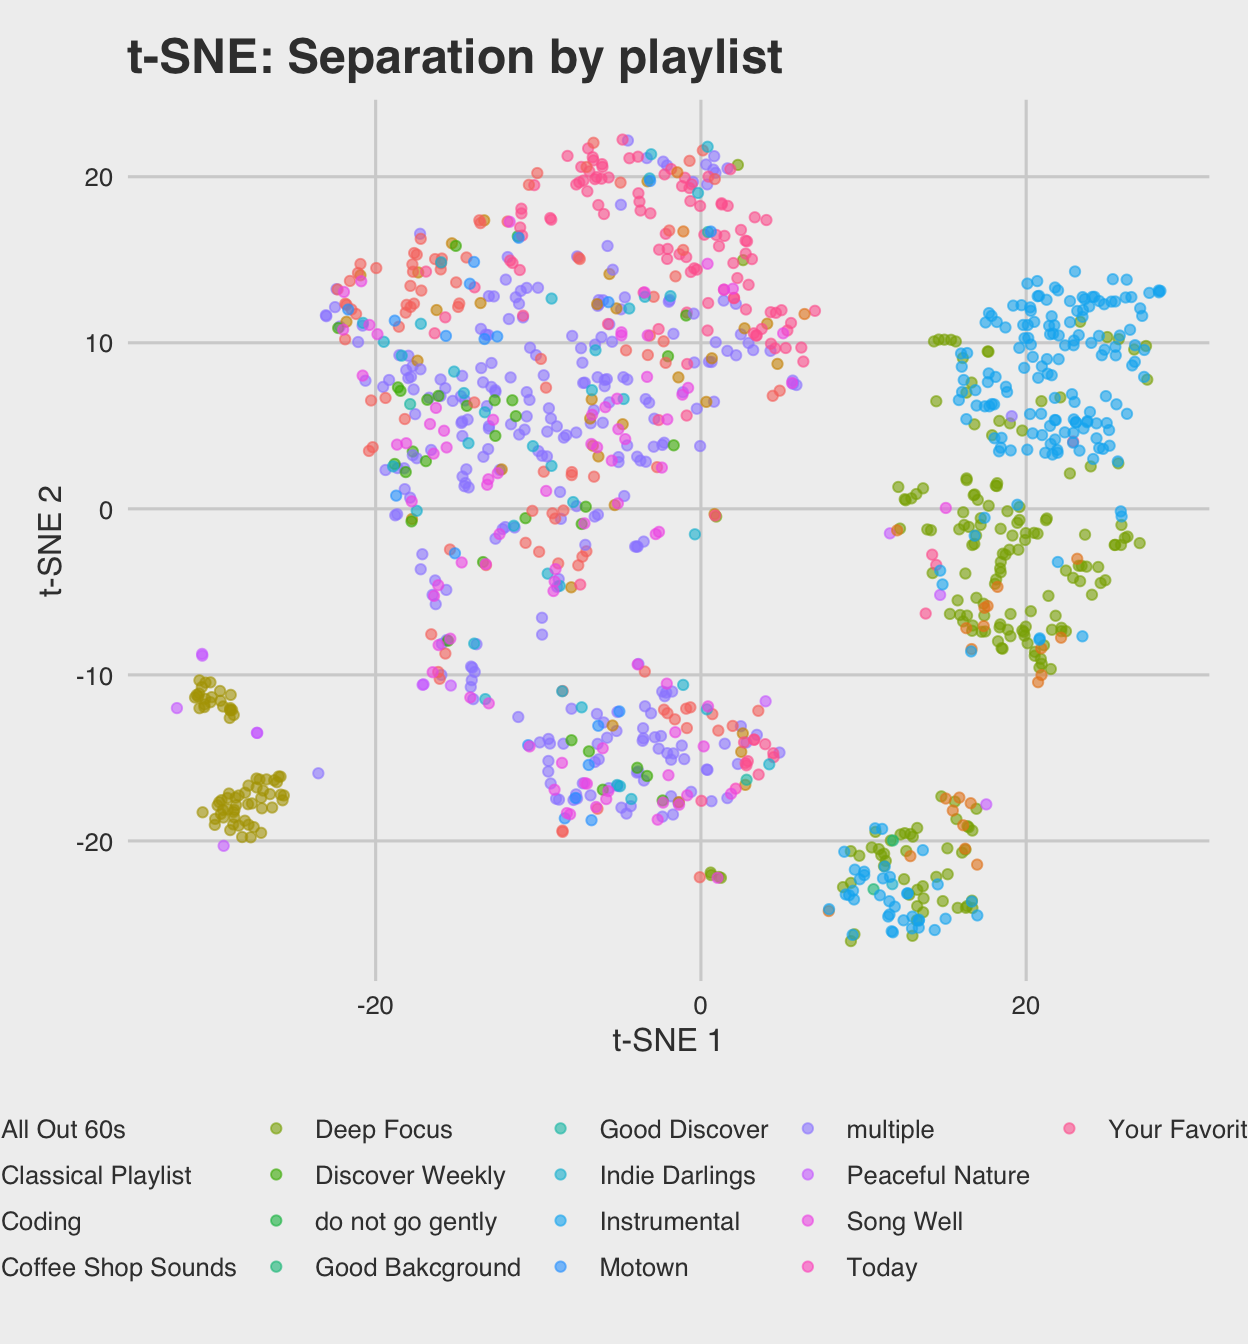 t-SNE: Separation by playlist
20
10
0
-10
-20
t-SNE 2
-20 0 20
t-SNE 1
All Out 60s Deep Focus Good Discover multiple Your Favorit
Classical Playlist Discover Weekly Indie Darlings Peaceful Nature
Coding do not go gently Instrumental Song Well
Coffee Shop Sounds Good Bakcground Motown Today